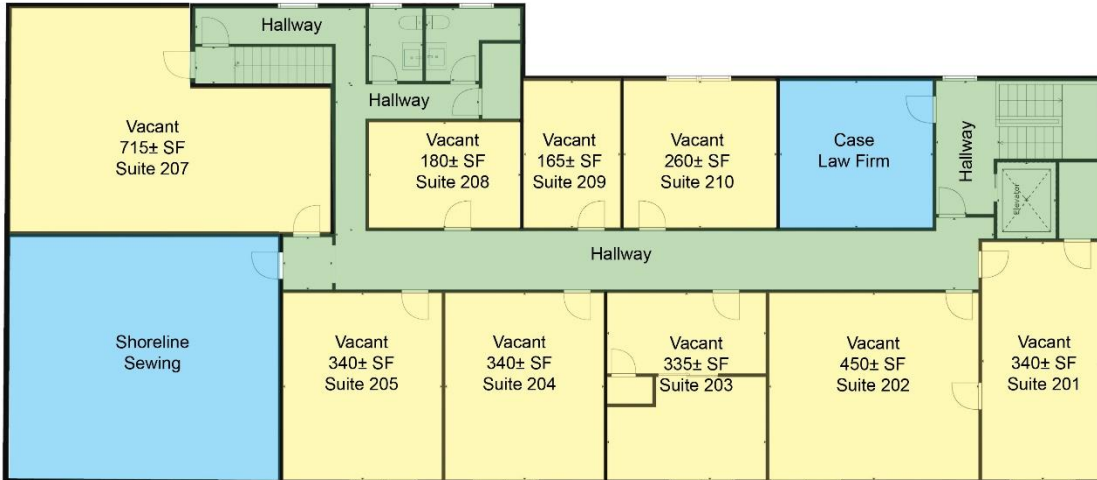 Hallway
Hallway
Vacant
715± SF
Suite 207
Vacant
180± SF
Suite 208
Vacant
165± SF
Suite 209
Vacant
260± SF
Suite 210
Case
Law Firm
Hallway
Elevator
Hallway
Shoreline
Sewing
Vacant
340± SF
Suite 205
Vacant
340± SF
Suite 204
Vacant
335± SF
Suite 203
Vacant
450± SF
Suite 202
Vacant
340± SF
Suite 201